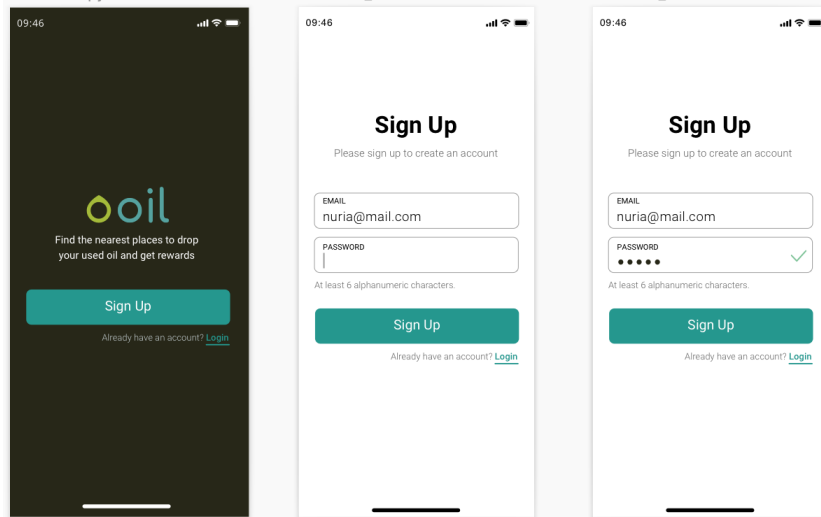 09:46
ooil
Find the nearest places to drop
your used oil and get rewards
Sign Up
Already have an account? Login
09:46
Sign Up
Please sign up to create an account
EMAIL
nuria@mail.com
PASSWORD
At least 6 alphanumeric characters.
Sign Up
Already have an account? Login
09:46
Sign Up
Please sign up to create an account
EMAIL
nuria@mail.com
PASSWORD
•••••
At least 6 alphanumeric characters.
Sign Up
Already have an account? Login